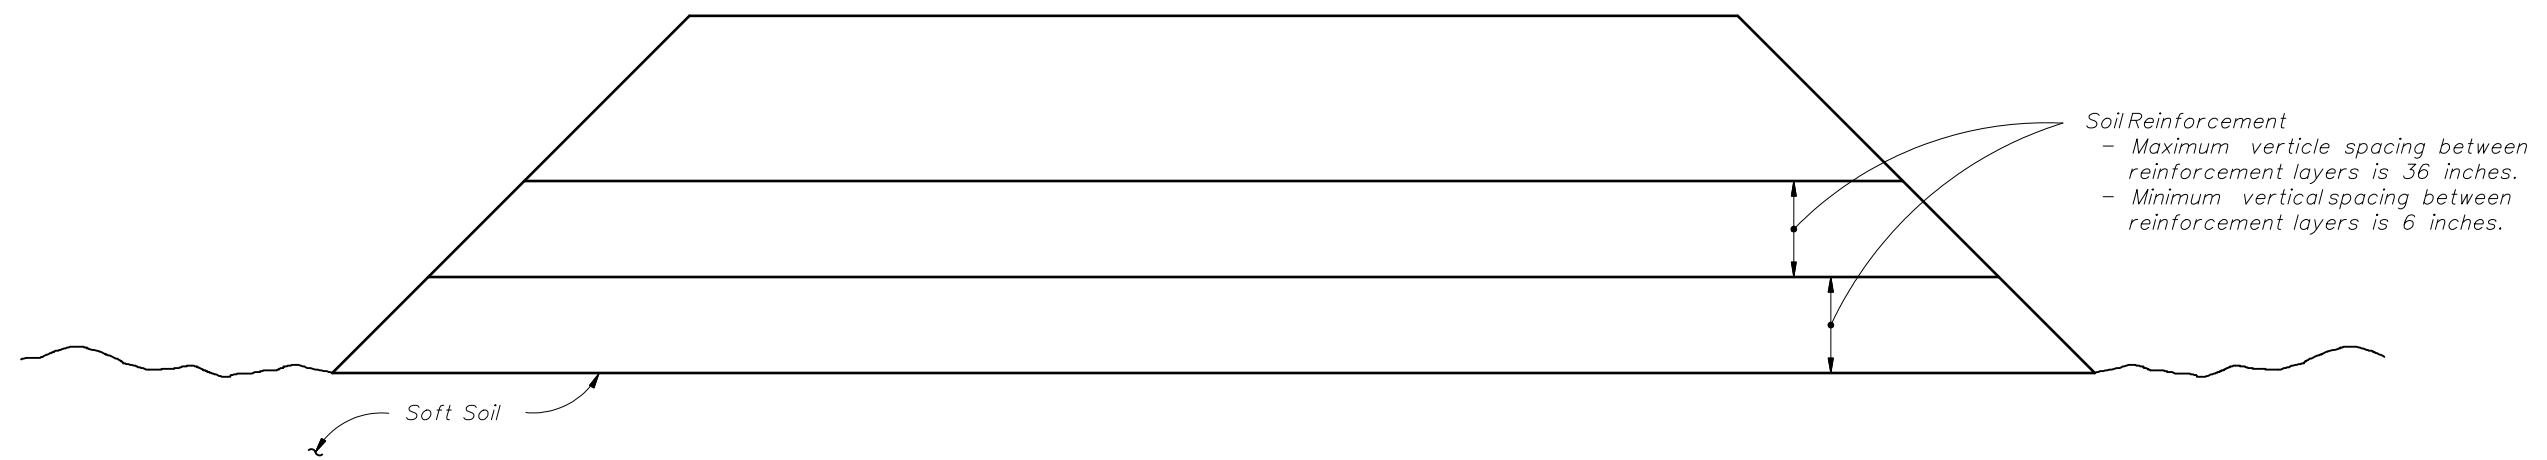 Soil Reinforcement
- Maximum verticle spacing between
reinforcement layers is 36 inches.
- Minimum vertical spacing between
reinforcement layers is 6 inches.
Soft Soil